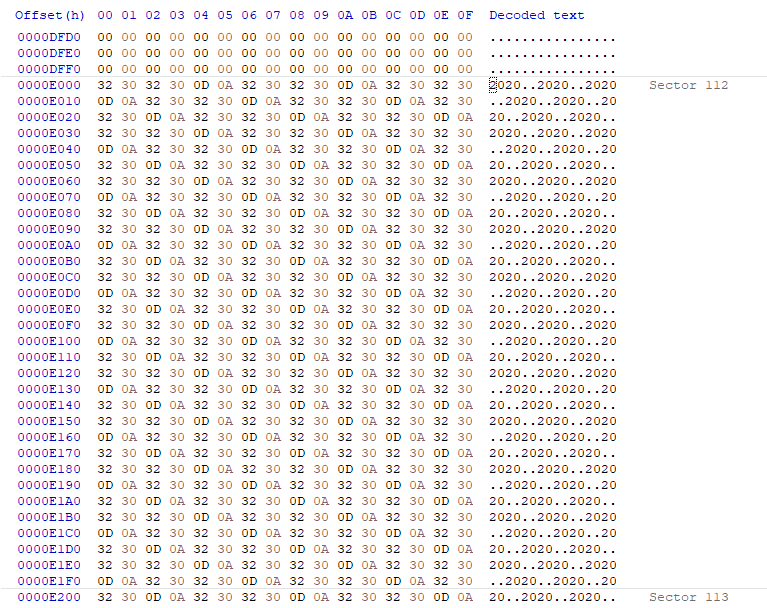 Offset(h) 00 01 02 03 04 05 06 07 08 09 0A 0B 0C 0D 0E 0F Decoded text
0000DFD0 00 00 00 00 00 00 00 00 00 00 00 00 00 00 00 00 ................
0000DFE0 00 00 00 00 00 00 00 00 00 00 00 00 00 00 00 00 ................
0000DFF0 00 00 00 00 00 00 00 00 00 00 00 00 00 00 00 00 ................
0000E000 32 30 32 30 0D 0A 32 30 32 30 0D 0A 32 30 32 30 2020..2020..2020 Sector 112
0000E010 0D 0A 32 30 32 30 0D 0A 32 30 32 30 0D 0A 32 30 ..2020..2020..20
0000E020 32 30 0D 0A 32 30 32 30 0D 0A 32 30 32 30 0D 0A 20..2020..2020..
0000E030 32 30 32 30 0D 0A 32 30 32 30 0D 0A 32 30 32 30 2020..2020..2020
0000E040 0D 0A 32 30 32 30 0D 0A 32 30 32 30 0D 0A 32 30 ..2020..2020..20
0000E050 32 30 0D 0A 32 30 32 30 0D 0A 32 30 32 30 0D 0A 20..2020..2020..
0000E060 32 30 32 30 0D 0A 32 30 32 30 0D 0A 32 30 32 30 2020..2020..2020
0000E070 0D 0A 32 30 32 30 0D 0A 32 30 32 30 0D 0A 32 30 ..2020..2020..20
0000E080 32 30 0D 0A 32 30 32 30 0D 0A 32 30 32 30 0D 0A 20..2020..2020..
0000E090 32 30 32 30 0D 0A 32 30 32 30 0D 0A 32 30 32 30 2020..2020..2020
0000E0A0 0D 0A 32 30 32 30 0D 0A 32 30 32 30 0D 0A 32 30 ..2020..2020..20
0000E0B0 32 30 0D 0A 32 30 32 30 0D 0A 32 30 32 30 0D 0A 20..2020..2020..
0000E0C0 32 30 32 30 0D 0A 32 30 32 30 0D 0A 32 30 32 30 2020..2020..2020
0000E0D0 0D 0A 32 30 32 30 0D 0A 32 30 32 30 0D 0A 32 30 ..2020..2020..20
0000E0E0 32 30 0D 0A 32 30 32 30 0D 0A 32 30 32 30 0D 0A 20..2020..2020..
0000E0F0 32 30 32 30 0D 0A 32 30 32 30 0D 0A 32 30 32 30 2020..2020..2020
0000E100 0D 0A 32 30 32 30 0D 0A 32 30 32 30 0D 0A 32 30 ..2020..2020..20
0000E110 32 30 0D 0A 32 30 32 30 0D 0A 32 30 32 30 0D 0A 20..2020..2020..
0000E120 32 30 32 30 0D 0A 32 30 32 30 0D 0A 32 30 32 30 2020..2020..2020
0000E130 0D 0A 32 30 32 30 0D 0A 32 30 32 30 0D 0A 32 30 ..2020..2020..20
0000E140 32 30 0D 0A 32 30 32 30 0D 0A 32 30 32 30 0D 0A 20..2020..2020..
0000E150 32 30 32 30 0D 0A 32 30 32 30 0D 0A 32 30 32 30 2020..2020..2020
0000E160 0D 0A 32 30 32 30 0D 0A 32 30 32 30 0D 0A 32 30 ..2020..2020..20
0000E170 32 30 0D 0A 32 30 32 30 0D 0A 32 30 32 30 0D 0A 20..2020..2020..
0000E180 32 30 32 30 0D 0A 32 30 32 30 0D 0A 32 30 32 30 2020..2020..2020
0000E190 0D 0A 32 30 32 30 0D 0A 32 30 32 30 0D 0A 32 30 ..2020..2020..20
0000E1A0 32 30 0D 0A 32 30 32 30 0D 0A 32 30 32 30 0D 0A 20..2020..2020..
0000E1B0 32 30 32 30 0D 0A 32 30 32 30 0D 0A 32 30 32 30 2020..2020..2020
0000E1C0 0D 0A 32 30 32 30 0D 0A 32 30 32 30 0D 0A 32 30 ..2020..2020..20
0000E1D0 32 30 0D 0A 32 30 32 30 0D 0A 32 30 32 30 0D 0A 20..2020..2020..
0000E1E0 32 30 32 30 0D 0A 32 30 32 30 0D 0A 32 30 32 30 2020..2020..2020
0000E1F0 0D 0A 32 30 32 30 0D 0A 32 30 32 30 0D 0A 32 30 ..2020..2020..20
0000E200 32 30 0D 0A 32 30 32 30 0D 0A 32 30 32 30 0D 0A 20..2020..2020.. Sector 113